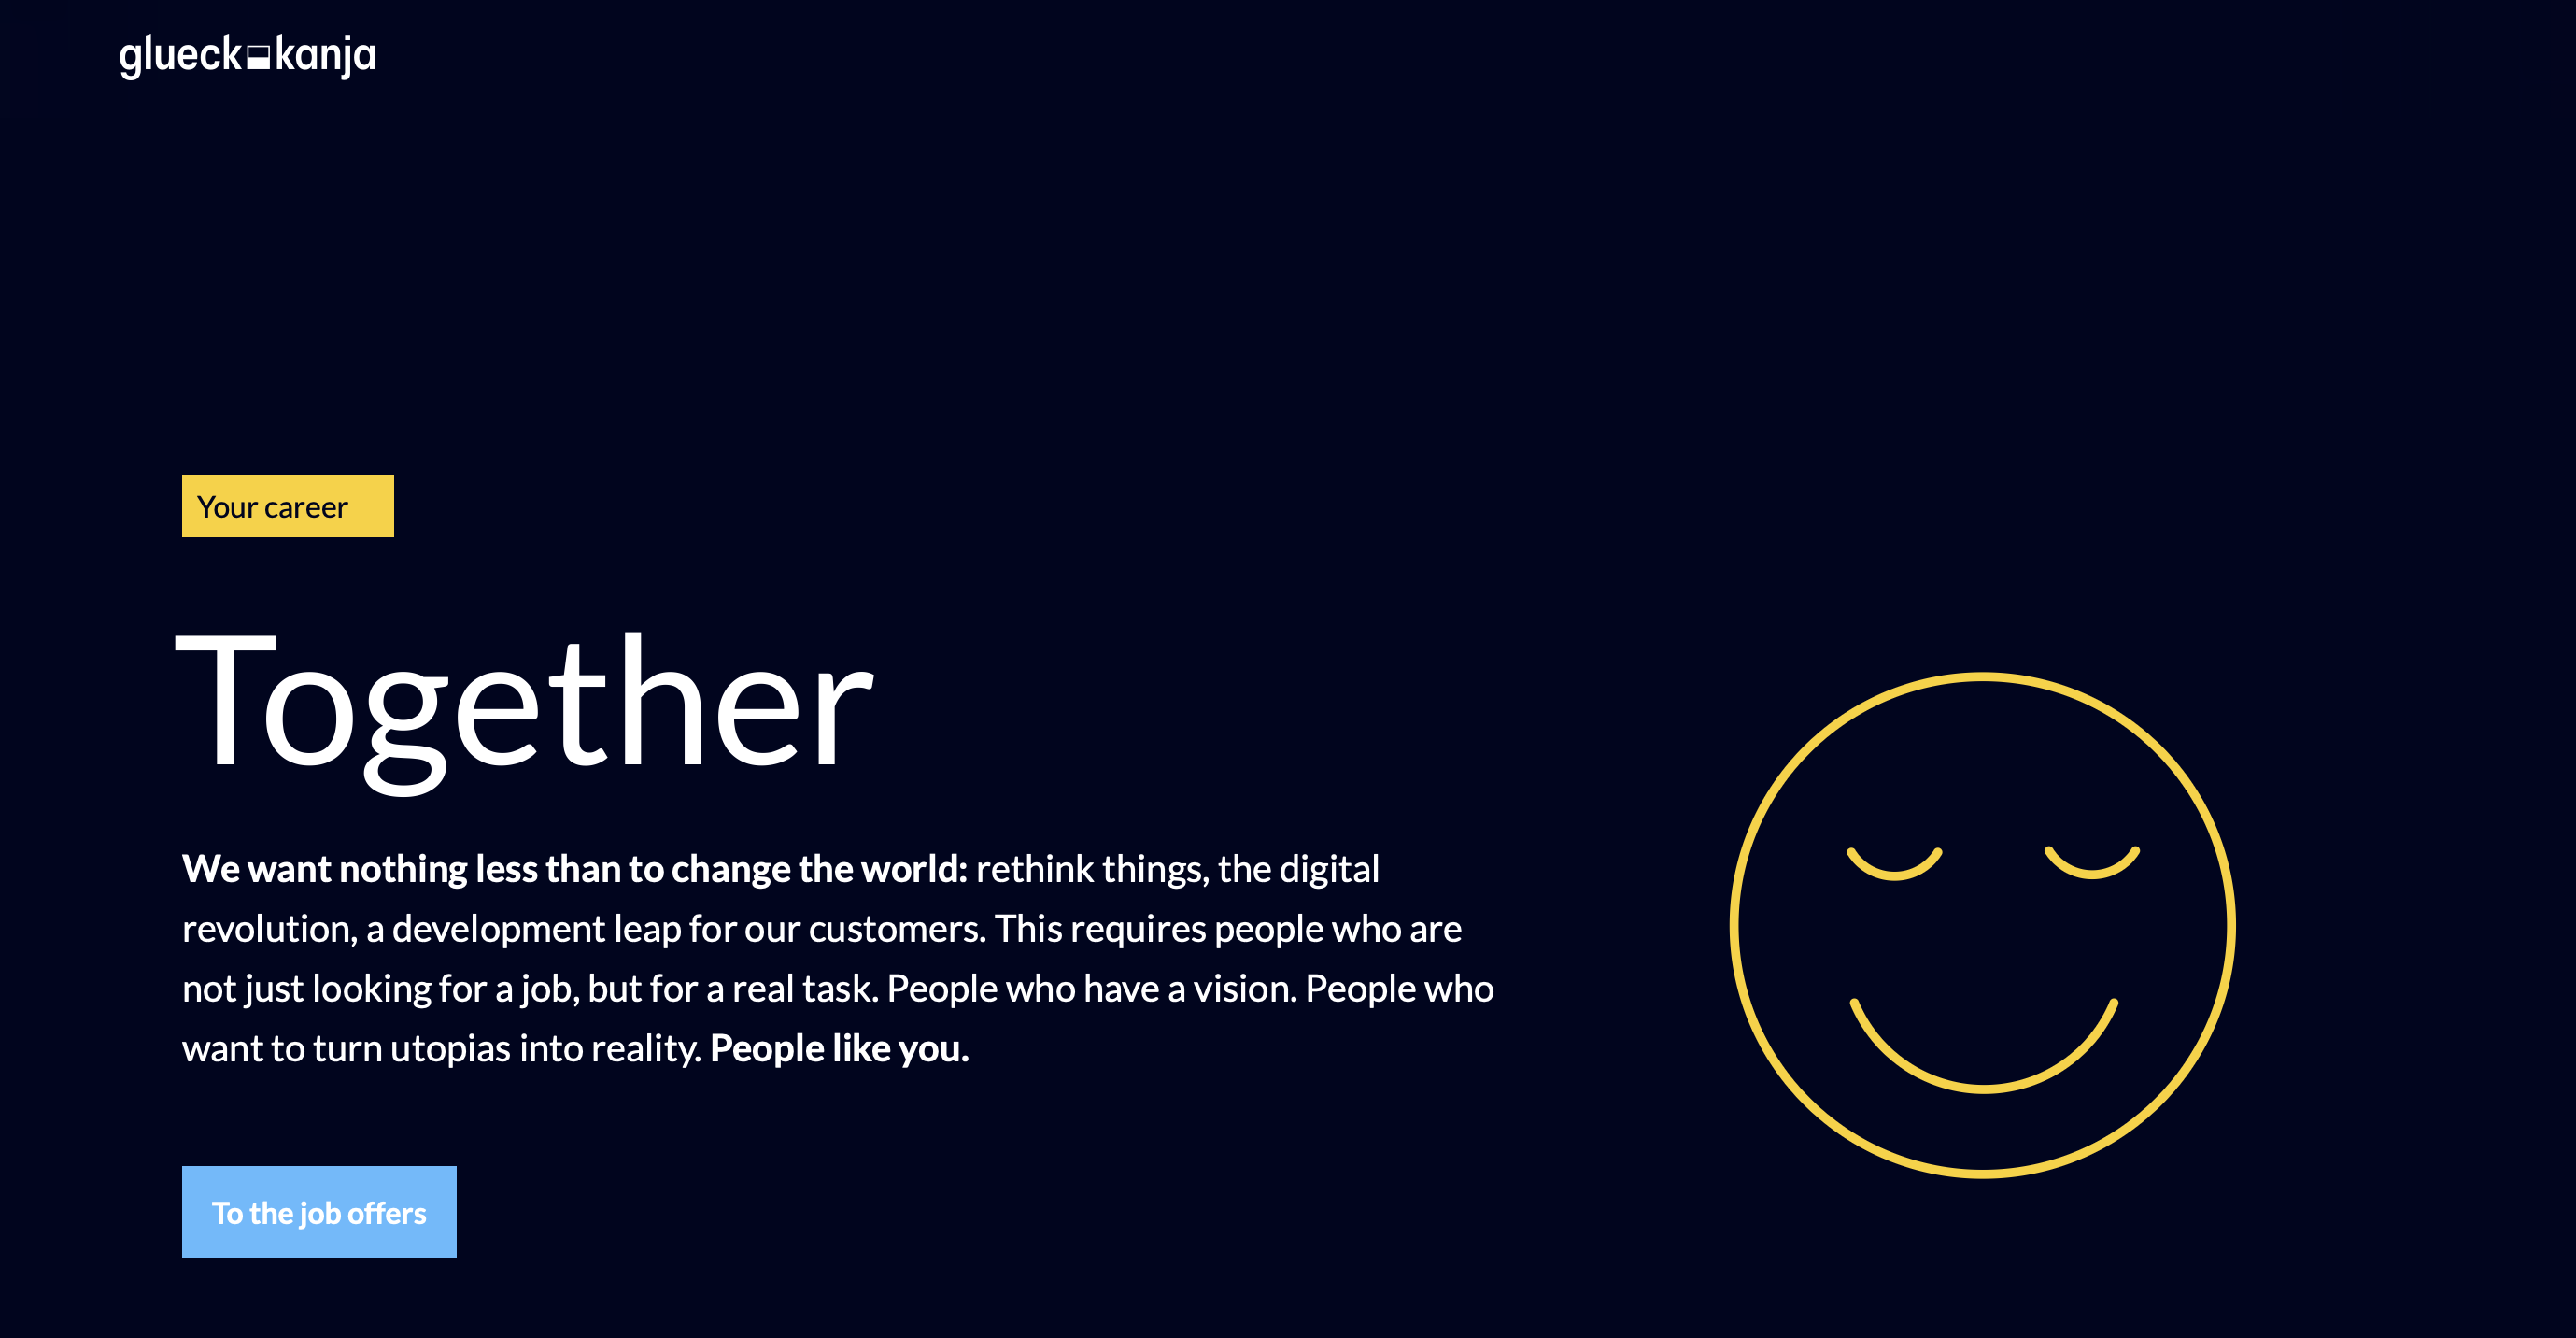 glueck kanja
Your career
Together
We want nothing less than to change the world: rethink things, the digital
revolution, a development leap for our customers. This requires people who are
not just looking for a job, but for a real task. People who have a vision. People who
want to turn utopias into reality. People like you.
To the job offers